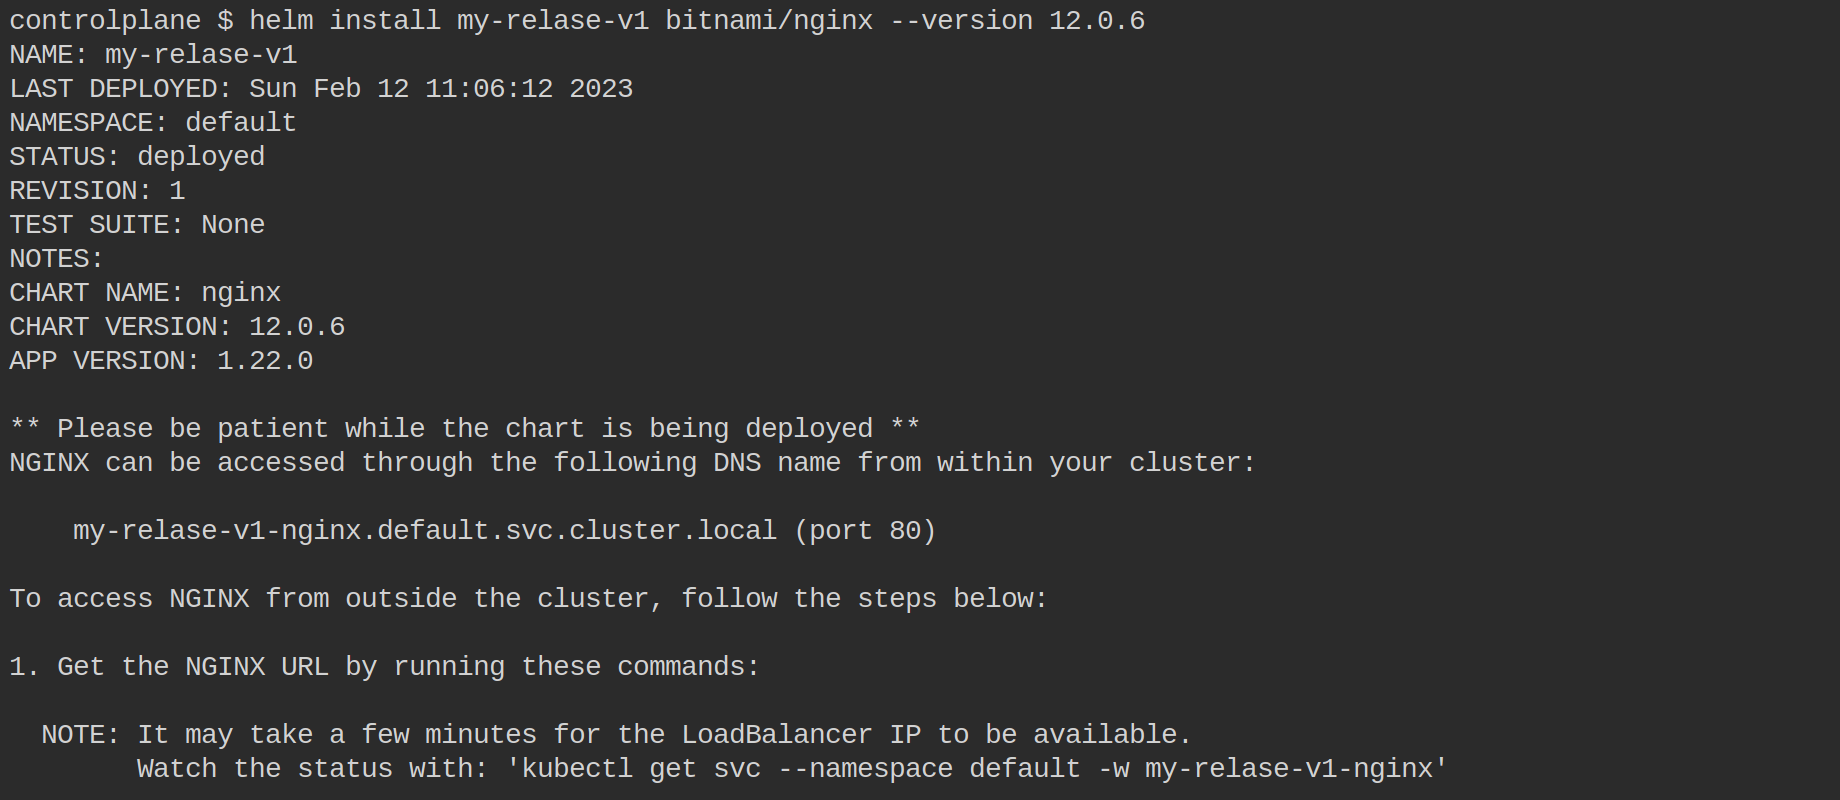 controlplane $ helm install my-relase-v1 bitnami/nginx --version 12.0.6
NAME: my-relase-v1
LAST DEPLOYED: Sun Feb 12 11:06:12 2023
NAMESPACE: default
STATUS: deployed
REVISION: 1
TEST SUITE: None
NOTES:
CHART NAME: nginx
CHART VERSION: 12.0.6
APP VERSION: 1.22.0

** Please be patient while the chart is being deployed **
NGINX can be accessed through the following DNS name from within your cluster:

    my-relase-v1-nginx.default.svc.cluster.local (port 80)

To access NGINX from outside the cluster, follow the steps below:

1. Get the NGINX URL by running these commands:

  NOTE: It may take a few minutes for the LoadBalancer IP to be available.
        Watch the status with: 'kubectl get svc --namespace default -w my-relase-v1-nginx'